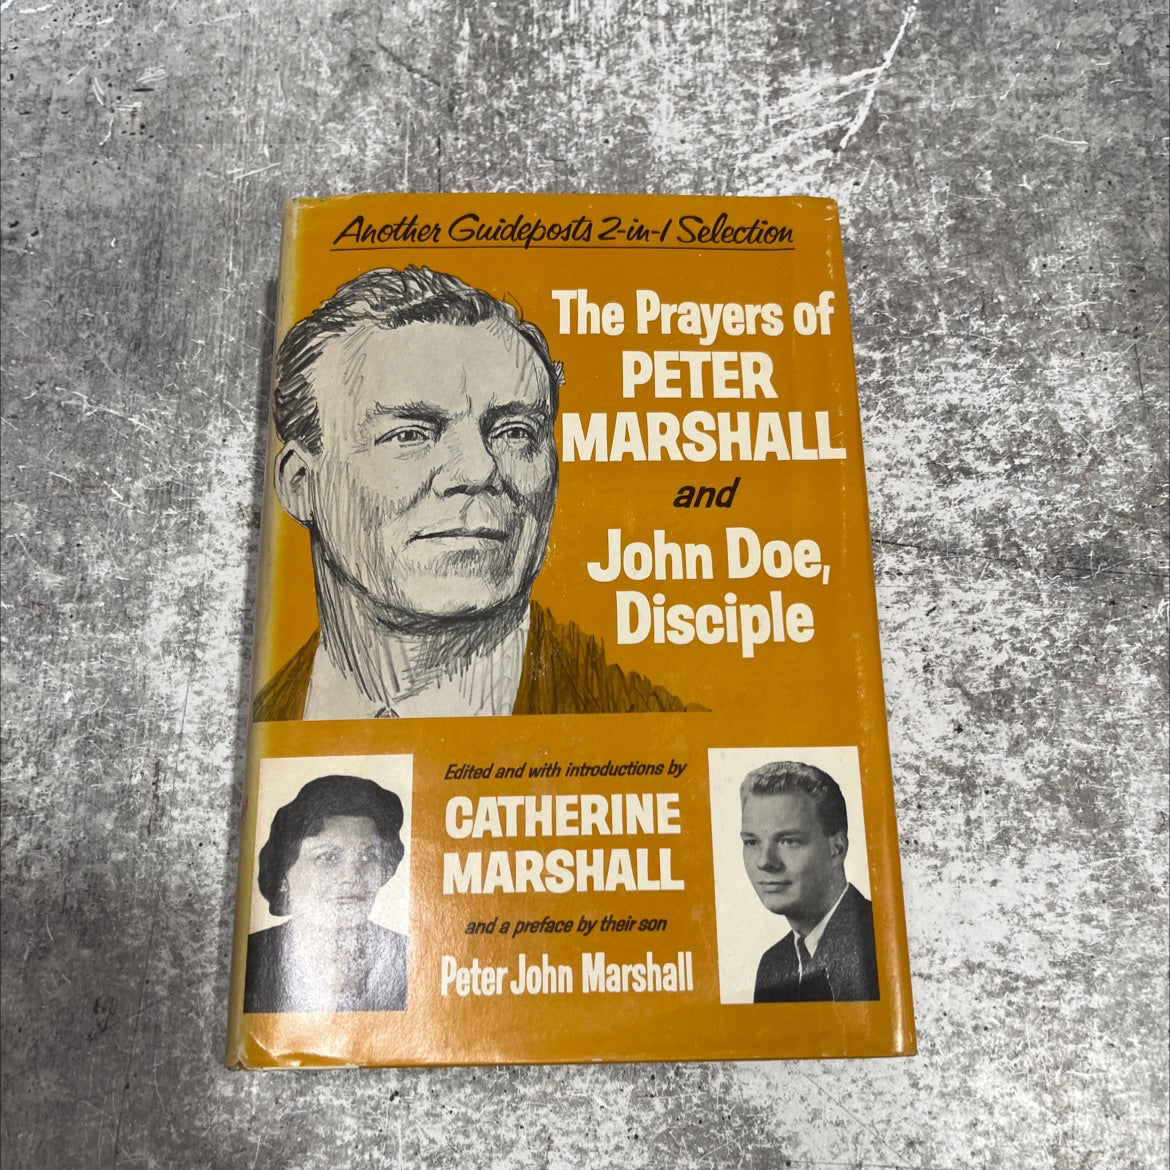 Another Guideposts 2-in-1 Selection
The Prayers of
PETER
MARSHALL
and
John Doe,
Disciple
Edited and with introductions by
CATHERINE
MARSHALL
and a preface by their son
Peter John Marshall